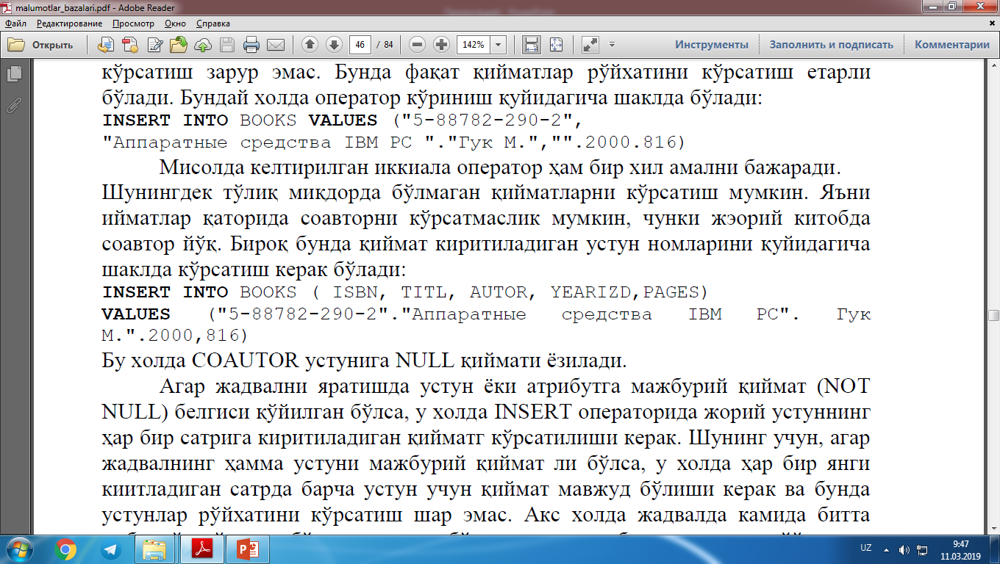 malumotlar_bazalari.pdf - Adobe Reader
Файл Редактирование Просмотр Окно Справка
Открыть 46 / 84 142% Инструменты Заполнить и подписать Комментарии
кўрсатиш зарур эмас. Бунда фақат қийматлар рўйхатини кўрсатиш етарли
бўлади. Бундай холда оператор кўриниш қуйидагича шаклда бўлади:
INSERT INTO BOOKS VALUES ("5-88782-290-2",
"Аппаратные средства IBM PC "."Гук М.","".2000.816)
Мисолда келтирилган иккиала оператор ҳам бир хил амални бажаради.
Шунингдек тўлиқ миқдорда бўлмаган қийматларни кўрсатиш мумкин. Яъни
ийматлар қаторида соавторни кўрсатмаслик мумкин, чунки жэорий китобда
соавтор йўқ. Бироқ бунда қиймат киритиладиган устун номларини қуйидагича
шаклда кўрсатиш керак бўлади:
INSERT INTO BOOKS ( ISBN, TITL, AUTOR, YEARIZD,PAGES)
VALUES ("5-88782-290-2"."Аппаратные средства IBM PC". Гук
М.".2000,816)
Бу холда COAUTOR устунига NULL қиймати ёзилади.
Агар жадвални яратишда устун ёки атрибутга мажбурий қиймат (NOT
NULL) белгиси қўйилган бўлса, у холда INSERT операторида жорий устуннинг
ҳар бир сатрига киритиладиган қийматг кўрсатилиши керак. Шунинг учун, агар
жадвалнинг ҳамма устуни мажбурий қиймат ли бўлса, у холда ҳар бир янги
киитладиган сатрда барча устун учун қиймат мавжуд бўлиши керак ва бунда
устунлар рўйхатини кўрсатиш шар эмас. Акс холда жадвалда камида битта
UZ 9:47
11.03.2019